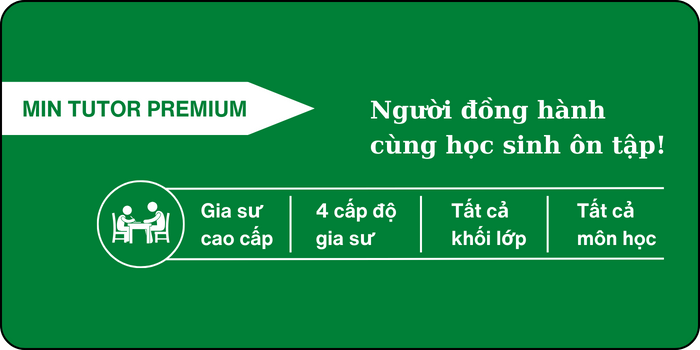 MIN TUTOR PREMIUM
Người đồng hành
cùng học sinh ôn tập!
Gia sư
cao cấp
4 cấp độ
gia sư
Tất cả
khối lớp
Tất cả
môn học